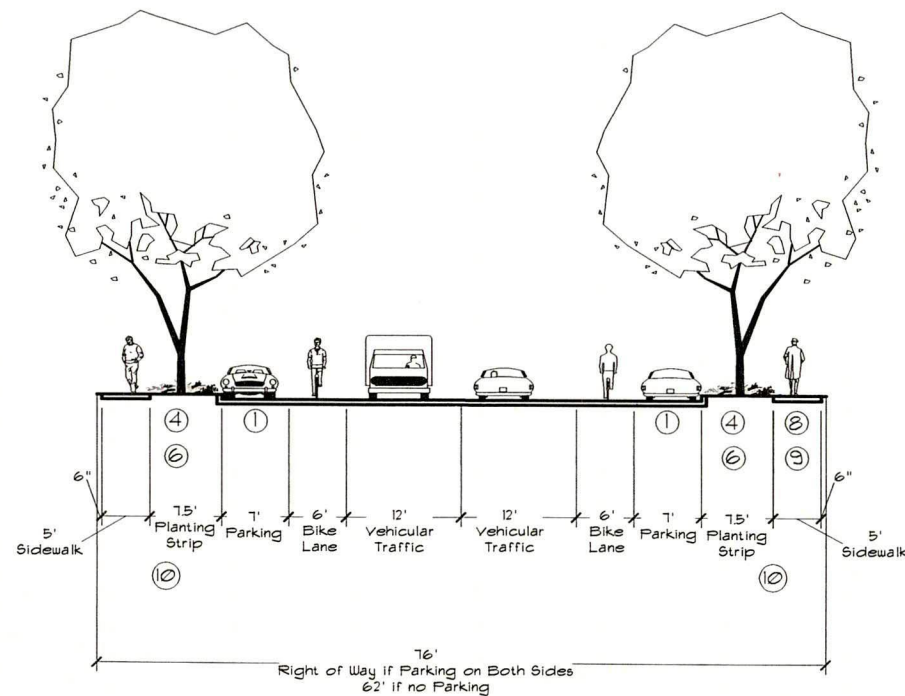 ④ ① ① ④ ⑧
⑥ ⑥ ⑨
6" 6"
7.5' 7' 6' 12' 12' 6' 7' 7.5'
5' Planting Parking Bike Vehicular Vehicular Bike Parking Planting 5'
Sidewalk Strip Lane Traffic Traffic Lane Strip Sidewalk
⑩ ⑩
76'
Right of Way if Parking on Both Sides
62' if no Parking